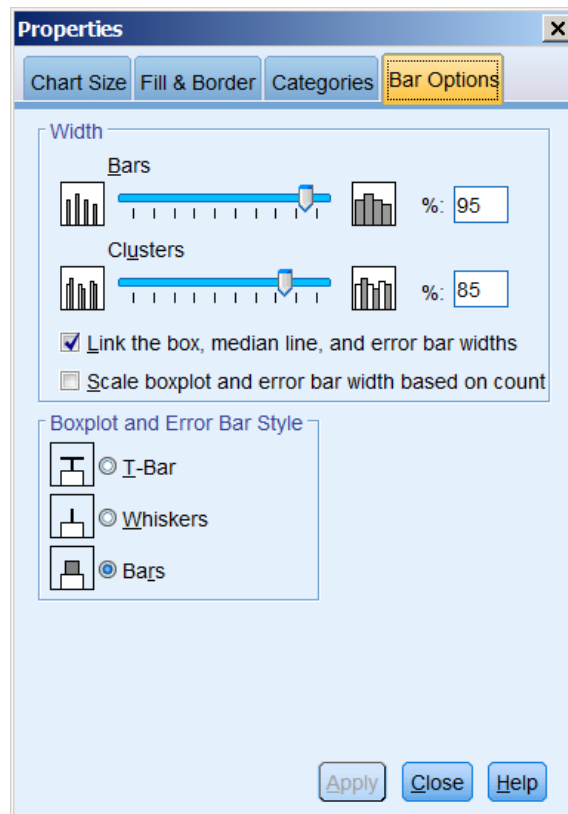 Properties
Chart Size Fill & Border Categories Bar Options
Width
Bars
%: 95
Clusters
%: 85
Link the box, median line, and error bar widths
Scale boxplot and error bar width based on count
Boxplot and Error Bar Style
T-Bar
Whiskers
Bars
Apply Close Help